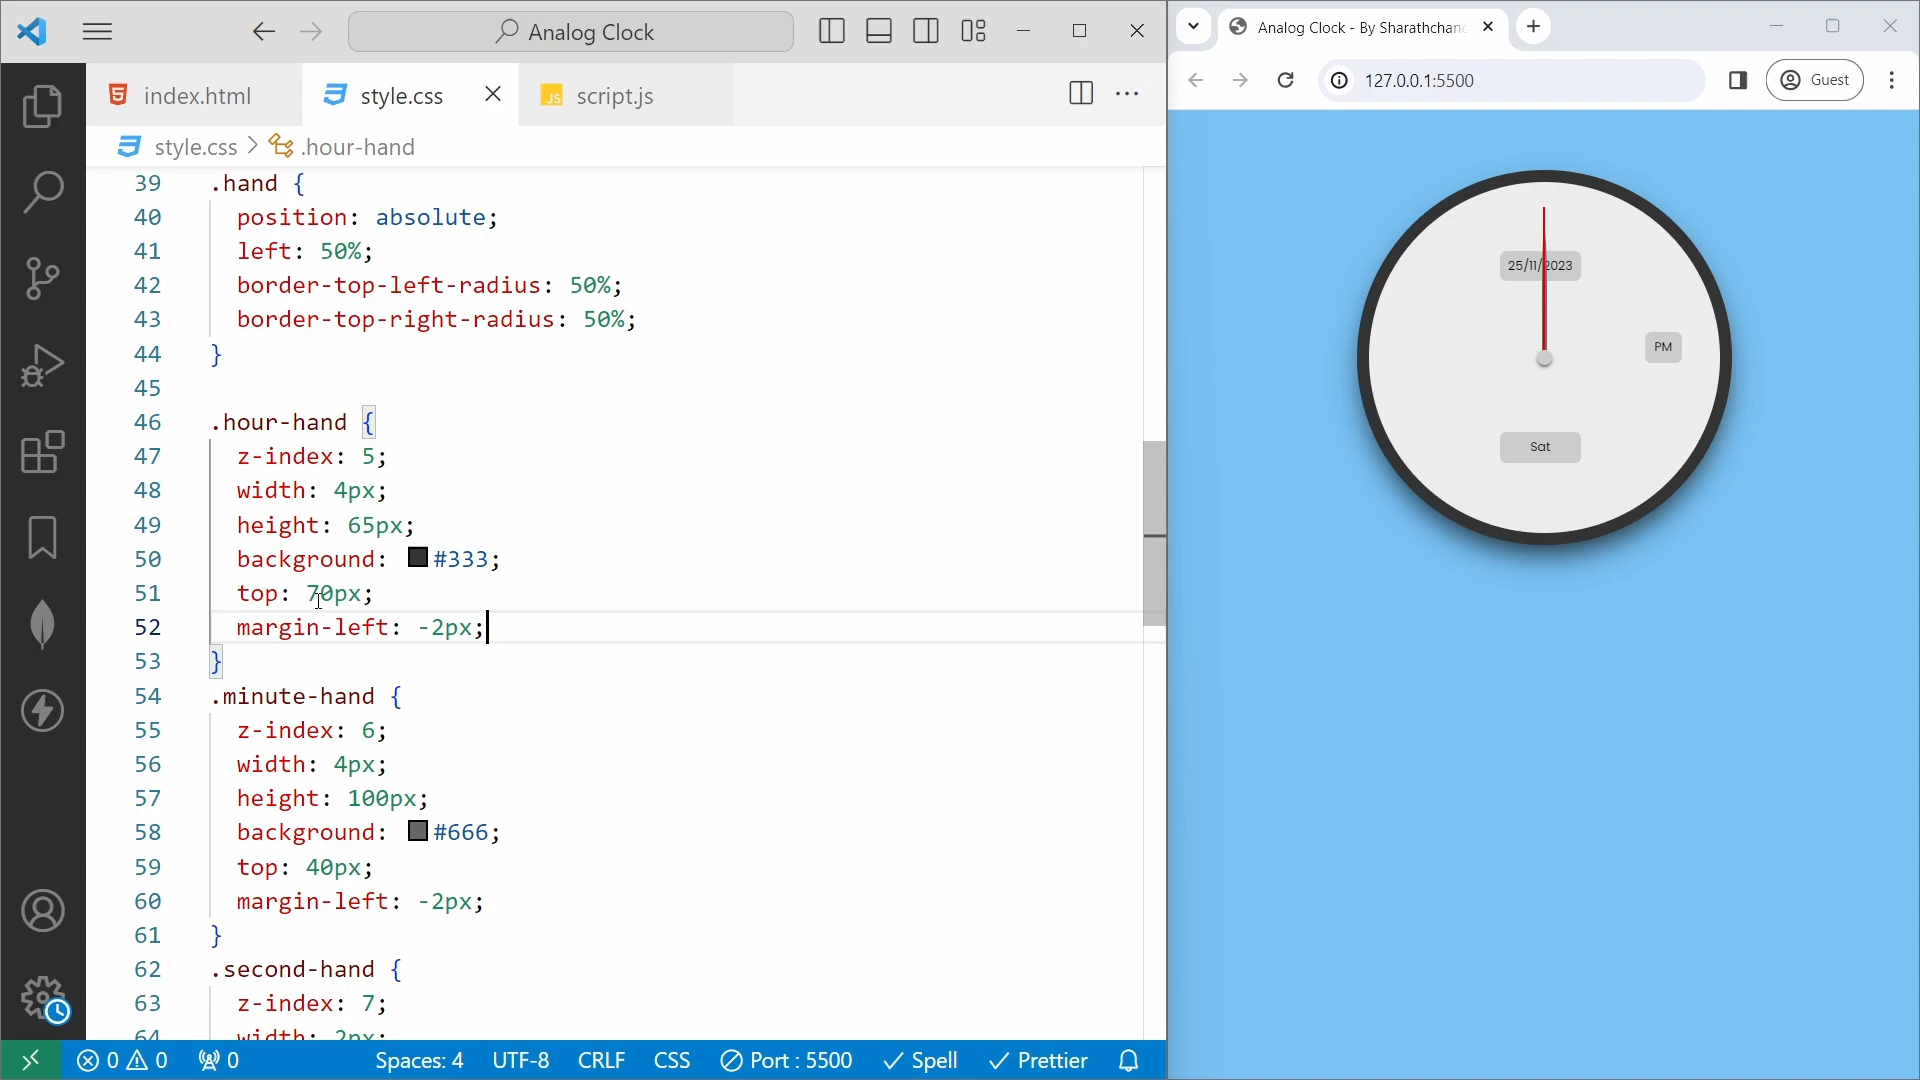 Analog Clock
index.html
style.css
script.js
style.css > .hour-hand
39 .hand {
40 position: absolute;
41 left: 50%;
42 border-top-left-radius: 50%;
43 border-top-right-radius: 50%;
44 }
45
46 .hour-hand {
47 z-index: 5;
48 width: 4px;
49 height: 65px;
50 background: #333;
51 top: 70px;
52 margin-left: -2px;
53 }
54 .minute-hand {
55 z-index: 6;
56 width: 4px;
57 height: 100px;
58 background: #666;
59 top: 40px;
60 margin-left: -2px;
61 }
62 .second-hand {
63 z-index: 7;
64 width: 2px;
0 0 0 Spaces: 4 UTF-8 CRLF CSS Port : 5500 Spell Prettier
Analog Clock - By Sharathchan
127.0.0.1:5500
Guest
25/11/2023
PM
Sat